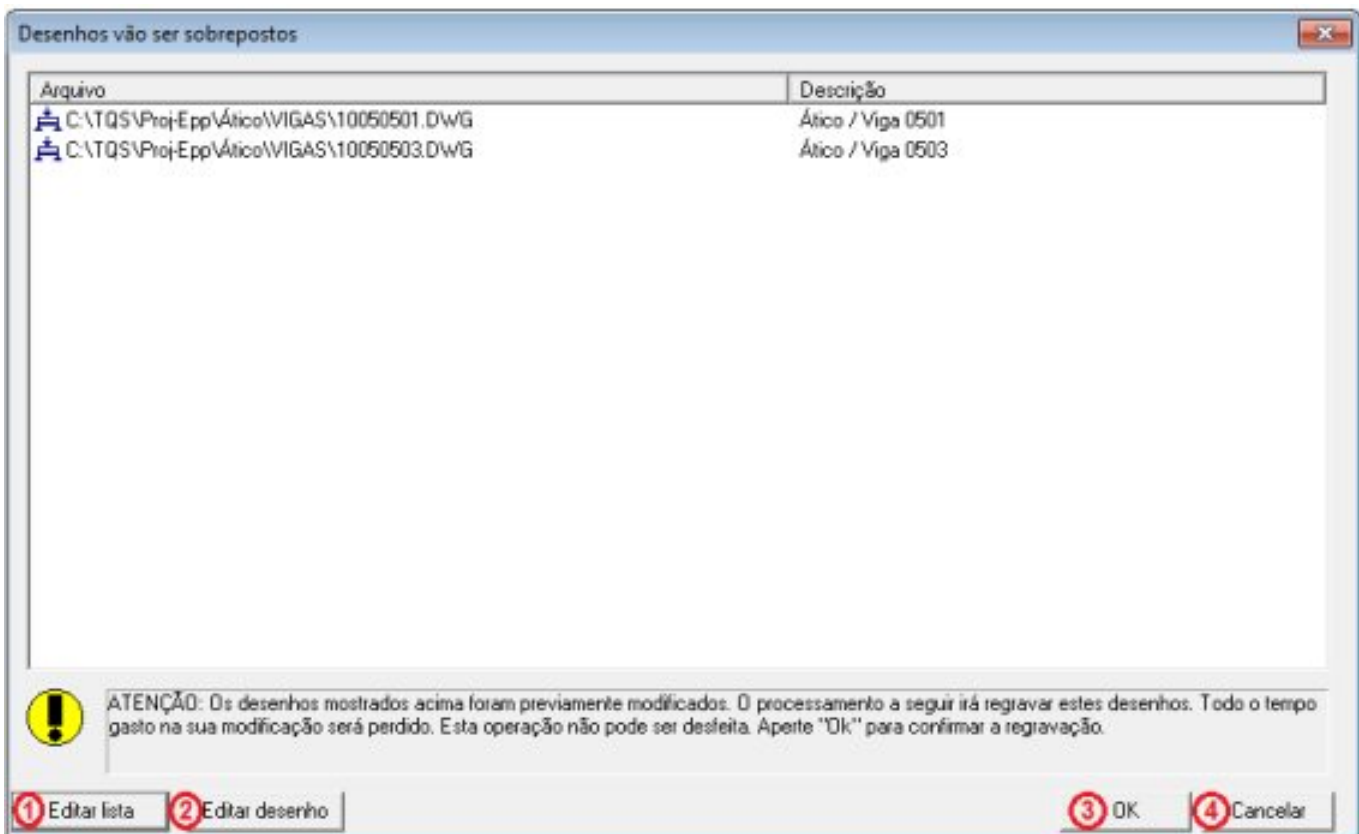 Desenhos vão ser sobrepostos
Arquivo Descrição
C:\TQS\Proj-Epp\Ático\VIGAS\10050501.DWG Ático / Viga 0501
C:\TQS\Proj-Epp\Ático\VIGAS\10050503.DWG Ático / Viga 0503
ATENÇÃO: Os desenhos mostrados acima foram previamente modificados. O processamento a seguir irá regravar estes desenhos. Todo o tempo
gasto na sua modificação será perdido. Esta operação não pode ser desfeita. Aperte "Ok" para confirmar a regravação.
1 Editar lista 2 Editar desenho 3 OK 4 Cancelar